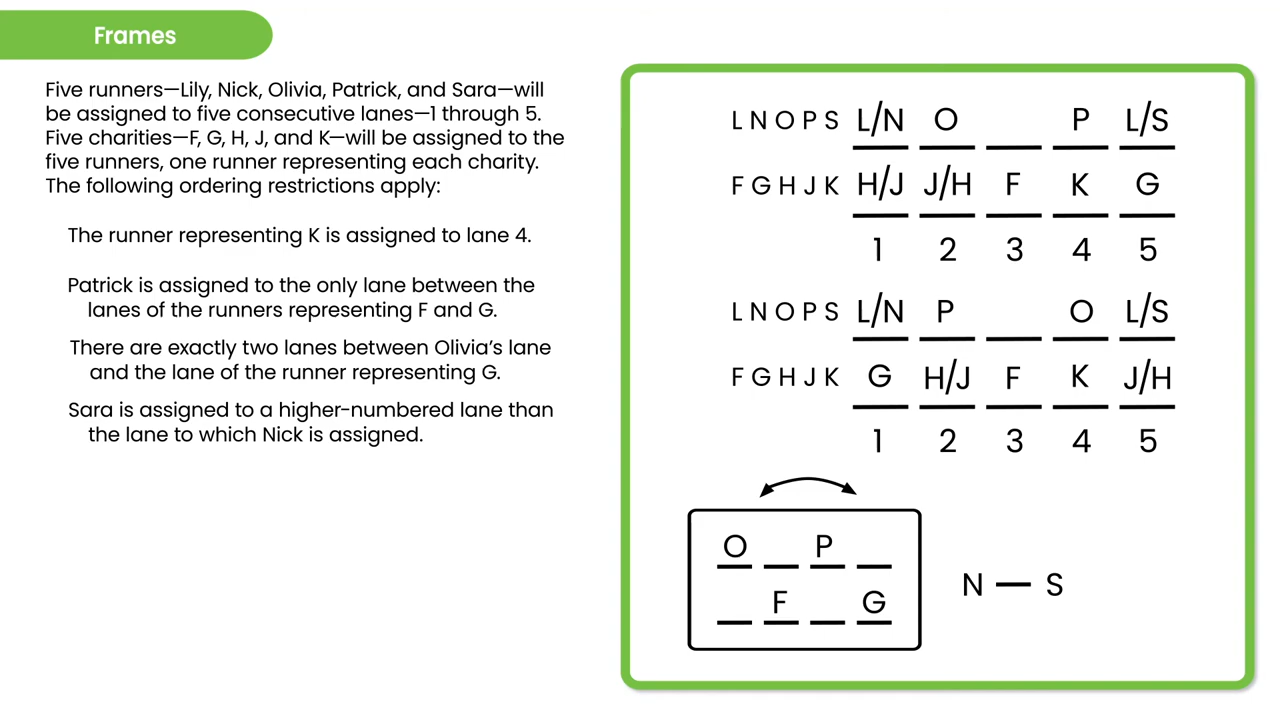 Frames
Five runners—Lily, Nick, Olivia, Patrick, and Sara—will
be assigned to five consecutive lanes—1 through 5.
Five charities—F, G, H, J, and K—will be assigned to the
five runners, one runner representing each charity.
The following ordering restrictions apply:
The runner representing K is assigned to lane 4.
Patrick is assigned to the only lane between the
lanes of the runners representing F and G.
There are exactly two lanes between Olivia's lane
and the lane of the runner representing G.
Sara is assigned to a higher-numbered lane than
the lane to which Nick is assigned.
L N O P S L/N O P L/S
F G H J K H/J J/H F K G
1 2 3 4 5
L N O P S L/N P O L/S
F G H J K G H/J F K J/H
1 2 3 4 5
O P
F G
N — S